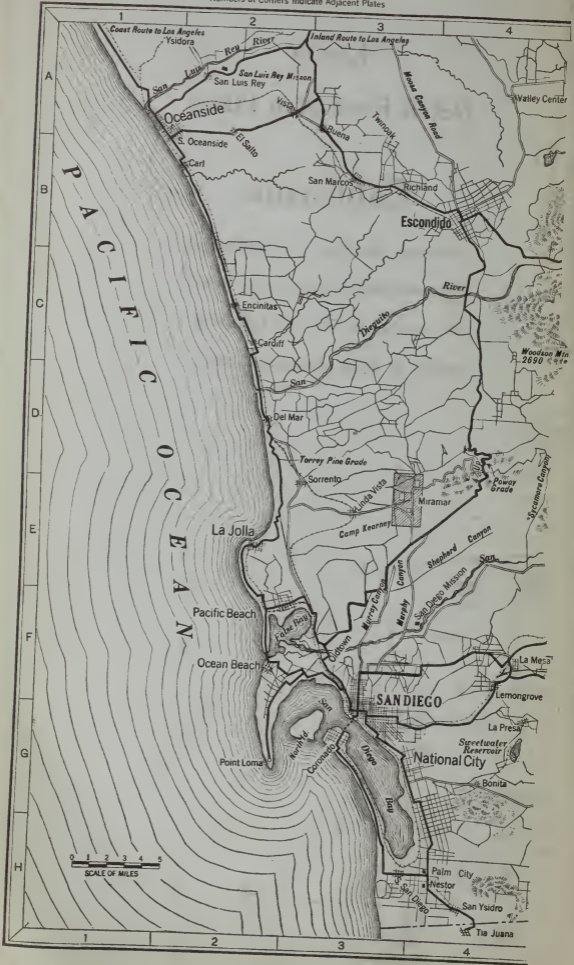 Numbers at Corners Indicate Adjacent Plates
1 2 3 4
Coast Route to Los Angeles
Inland Route to Los Angeles
Ysidora
San Luis Rey River
San Luis Rey Mission
San Luis Rey
Moosa Canyon Road
Valley Center
A
Oceanside
Vista
Buena
Twinoak
S. Oceanside
El Salto
Carl
San Marcos
Richland
B
Escondido
PACIFIC OCEAN
C
Encinitas
San Dieguito River
Cardiff
Woodson Mtn
2690
D
Del Mar
Torrey Pine Grade
Sorrento
Poway
Grade
Sycamore Canyon
Linda Vista
Miramar
E
Camp Kearney
La Jolla
Shepherd Canyon
Murray Canyon
Murphy Canyon
San Diego Mission
San
Pacific Beach
False Bay
F
Oldtown
Ocean Beach
La Mesa
SAN DIEGO
Lemongrove
La Presa
North Id
San Diego Bay
Coronado
Sweetwater
Reservoir
G
Point Loma
National City
Bonita
0 1 2 3 4 5
SCALE OF MILES
H
Palm City
Nestor
S. San Diego
San Ysidro
Tia Juana
1 2 3 4